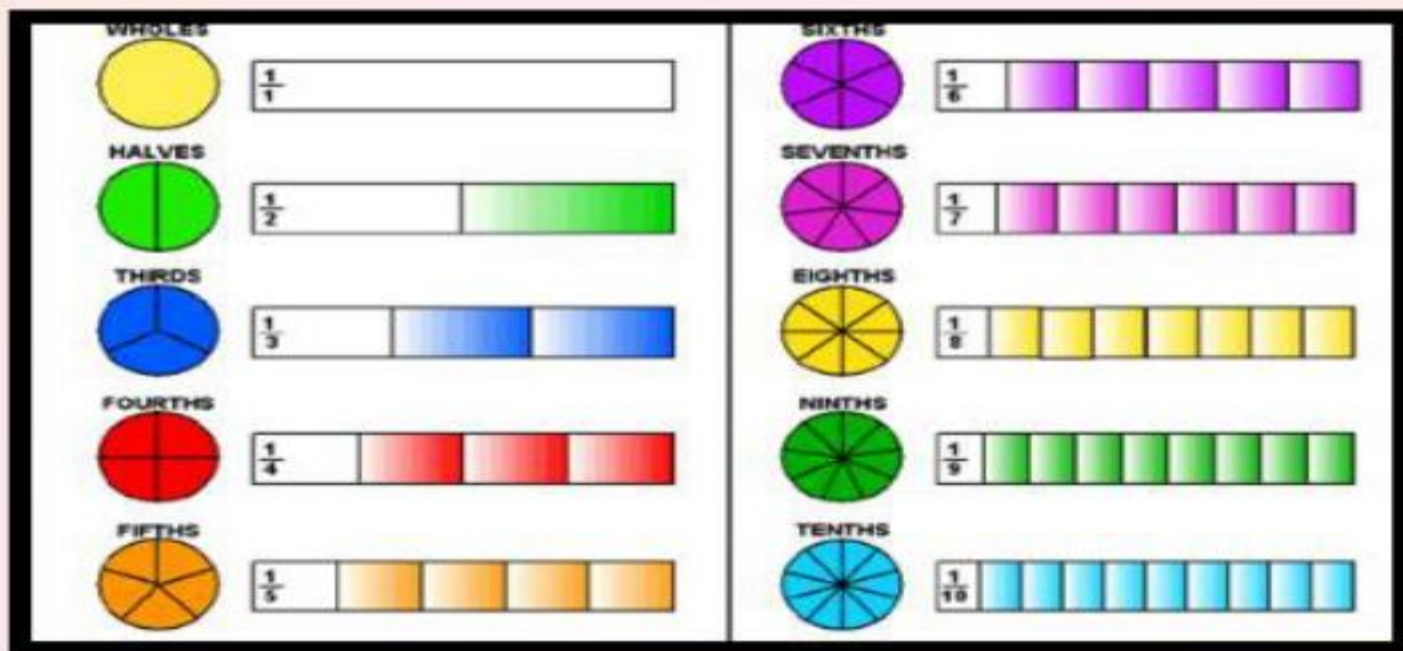 WHOLES
1/1
HALVES
1/2
THIRDS
1/3
FOURTHS
1/4
FIFTHS
1/5
SIXTHS
1/6
SEVENTHS
1/7
EIGHTHS
1/8
NINTHS
1/9
TENTHS
1/10